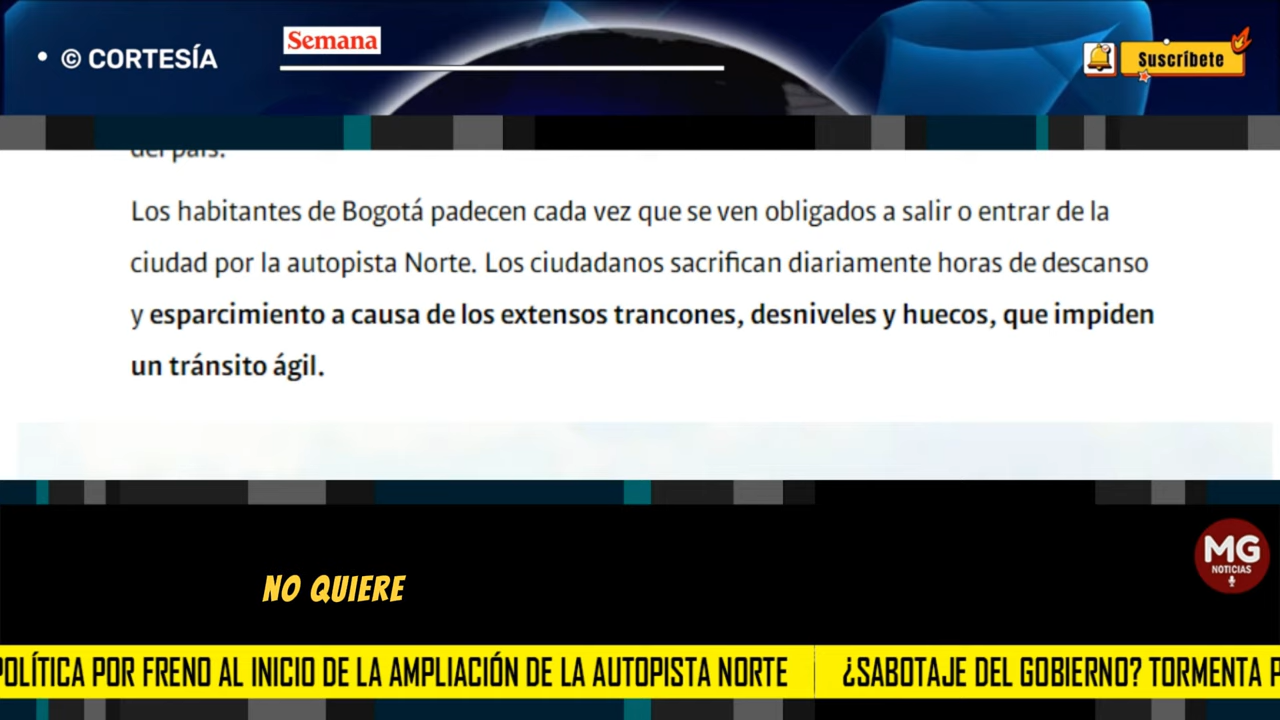 • © CORTESÍA
Semana
Suscríbete
del país.
Los habitantes de Bogotá padecen cada vez que se ven obligados a salir o entrar de la
ciudad por la autopista Norte. Los ciudadanos sacrifican diariamente horas de descanso
y esparcimiento a causa de los extensos trancones, desniveles y huecos, que impiden
un tránsito ágil.
MG
NOTICIAS
NO QUIERE
POLÍTICA POR FRENO AL INICIO DE LA AMPLIACIÓN DE LA AUTOPISTA NORTE
¿SABOTAJE DEL GOBIERNO? TORMENTA P